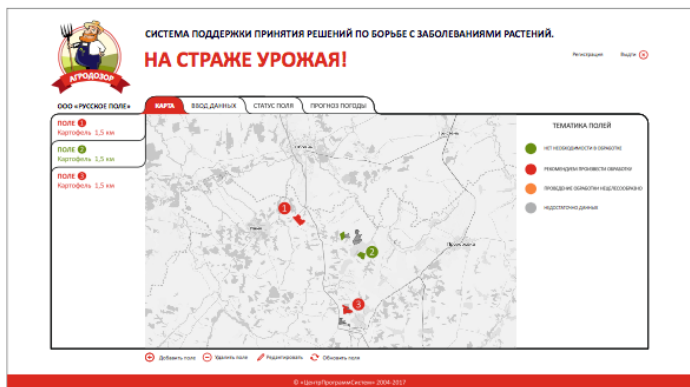 СИСТЕМА ПОДДЕРЖКИ ПРИНЯТИЯ РЕШЕНИЙ ПО БОРЬБЕ С ЗАБОЛЕВАНИЯМИ РАСТЕНИЙ.
НА СТРАЖЕ УРОЖАЯ!
Регистрация Выйти
АГРОДОЗОР
ООО «РУССКОЕ ПОЛЕ»
КАРТА ВВОД ДАННЫХ СТАТУС ПОЛЯ ПРОГНОЗ ПОГОДЫ
ПОЛЕ 1
Картофель 1,5 км
ПОЛЕ 2
Картофель 1,5 км
ПОЛЕ 3
Картофель 1,5 км
1
2
3
ТЕМАТИКА ПОЛЕЙ
НЕТ НЕОБХОДИМОСТИ В ОБРАБОТКЕ
РЕКОМЕНДУЕМ ПРОИЗВЕСТИ ОБРАБОТКУ
ПРОВЕДЕНИЕ ОБРАБОТКИ НЕЦЕЛЕСООБРАЗНО
НЕДОСТАТОЧНО ДАННЫХ
Добавить поле Удалить поле Редактировать Обновить поля
© «ЦентрПрограммСистем» 2004-2017